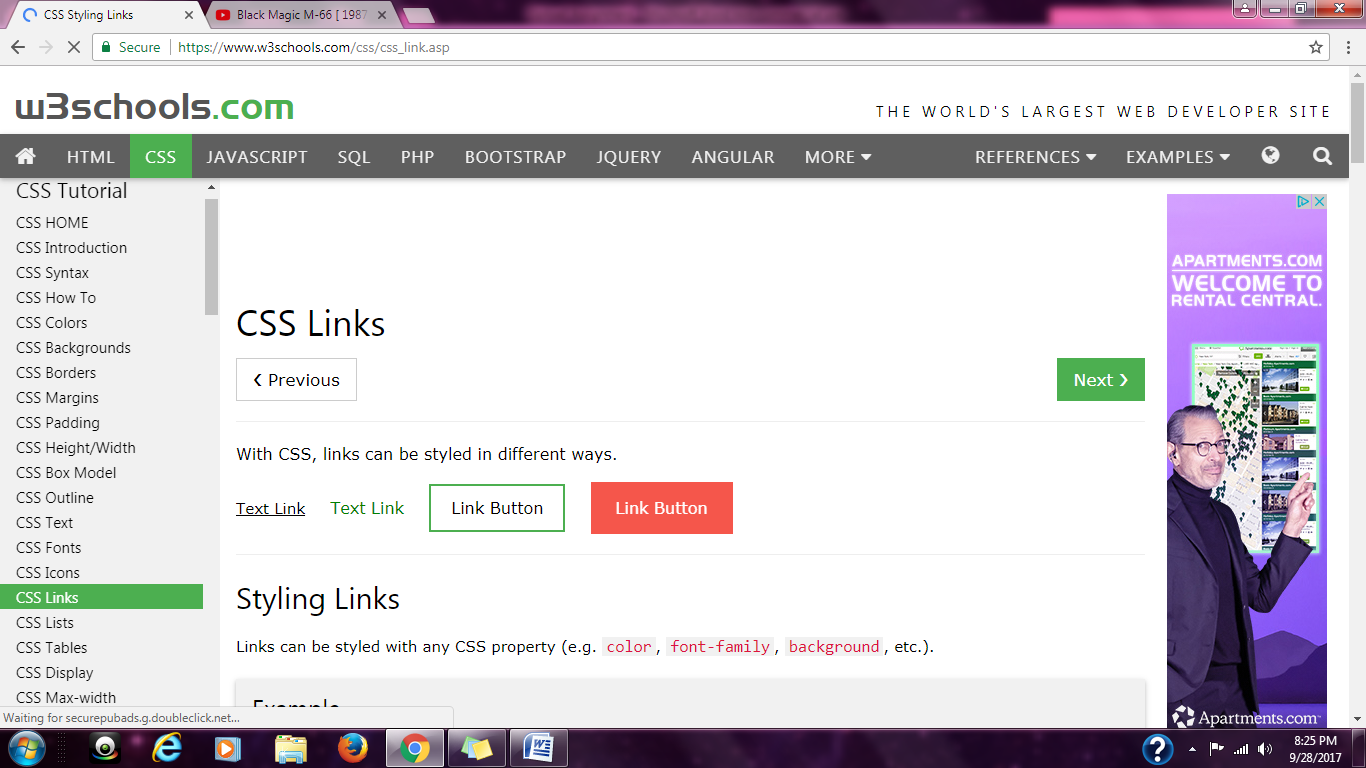 CSS Styling Links
Black Magic M-66 [ 1987
Secure
https://www.w3schools.com/css/css_link.asp
w3schools.com
THE WORLD'S LARGEST WEB DEVELOPER SITE
HTML CSS JAVASCRIPT SQL PHP BOOTSTRAP JQUERY ANGULAR MORE REFERENCES EXAMPLES
CSS Tutorial
CSS HOME
CSS Introduction
CSS Syntax
CSS How To
CSS Colors
CSS Backgrounds
CSS Borders
CSS Margins
CSS Padding
CSS Height/Width
CSS Box Model
CSS Outline
CSS Text
CSS Fonts
CSS Icons
CSS Links
CSS Lists
CSS Tables
CSS Display
CSS Max-width
CSS Links
❮ Previous
Next ❯
With CSS, links can be styled in different ways.
Text Link Text Link Link Button Link Button
Styling Links
Links can be styled with any CSS property (e.g. color, font-family, background, etc.).
Example
APARTMENTS.COM
WELCOME TO
RENTAL CENTRAL.
Apartments.com
Waiting for securepubads.g.doubleclick.net...
8:25 PM
9/28/2017